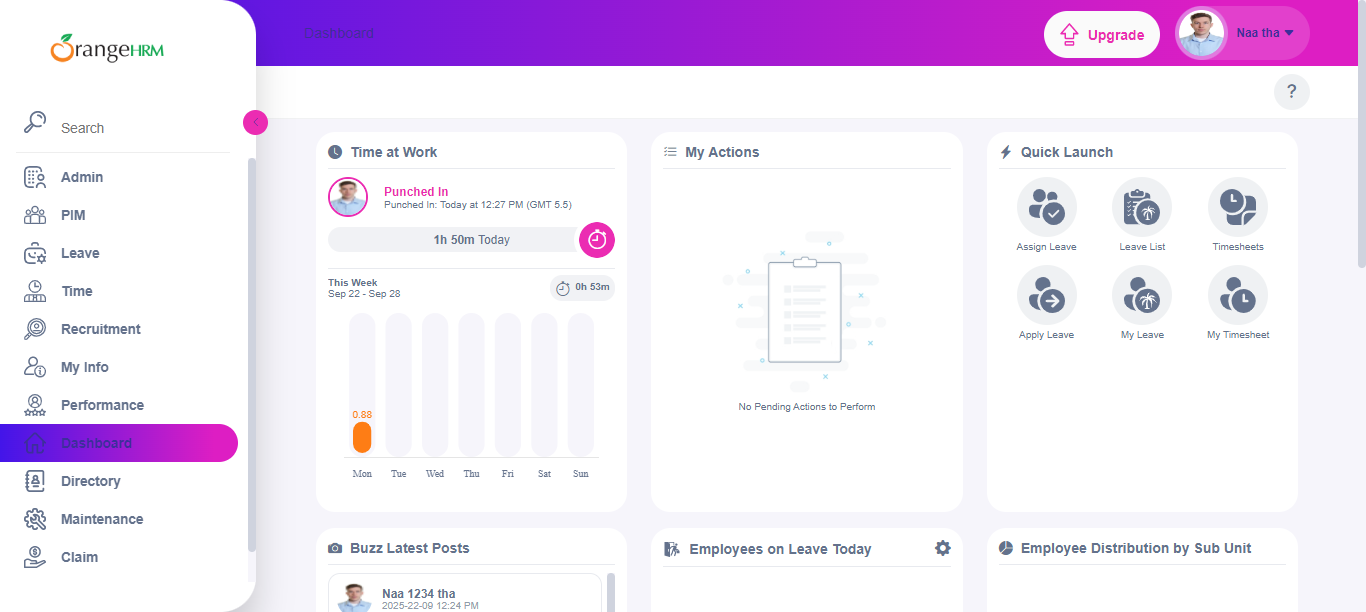 OrangeHRM
Search
Admin
PIM
Leave
Time
Recruitment
My Info
Performance
Dashboard
Directory
Maintenance
Claim
Dashboard
Upgrade
Naa tha
?
Time at Work
Punched In
Punched In: Today at 12:27 PM (GMT 5.5)
1h 50m Today
This Week
Sep 22 - Sep 28
0h 53m
0.88
Mon Tue Wed Thu Fri Sat Sun
My Actions
No Pending Actions to Perform
Quick Launch
Assign Leave
Leave List
Timesheets
Apply Leave
My Leave
My Timesheet
Buzz Latest Posts
Naa 1234 tha
2025-22-09 12:24 PM
Employees on Leave Today
Employee Distribution by Sub Unit